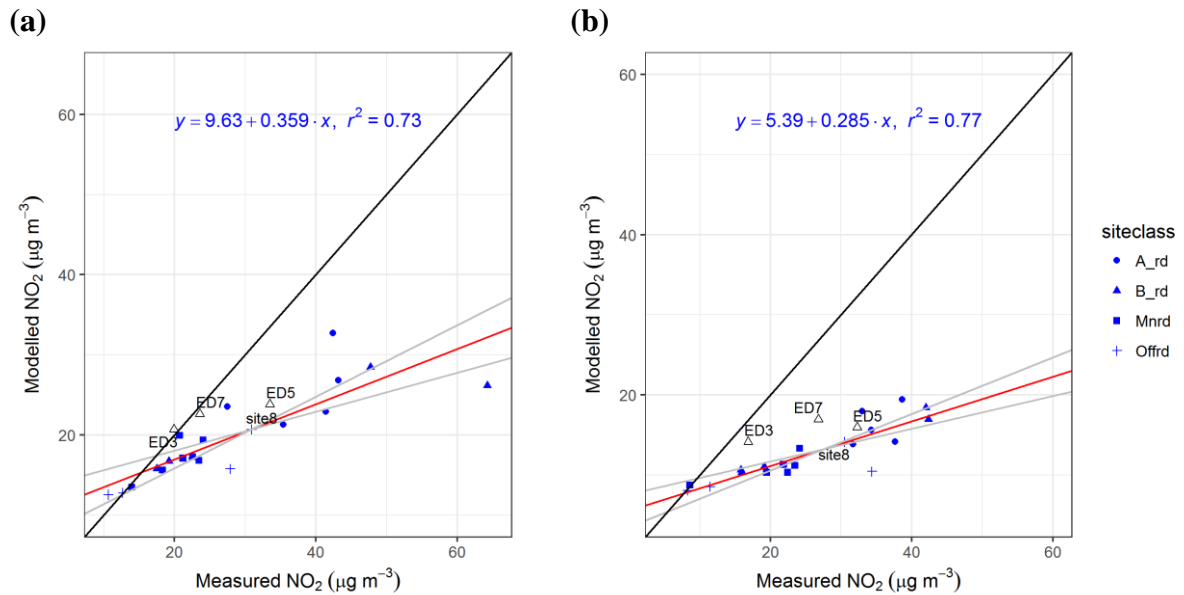 (a)
y = 9.63 + 0.359 · x, r² = 0.73
60
40
20
ED7
ED5
site8
ED3
20
40
60
Modelled NO₂ (μg m⁻³)
Measured NO₂ (μg m⁻³)
(b)
y = 5.39 + 0.285 · x, r² = 0.77
60
40
20
ED7
ED5
ED3
site8
20
40
60
Modelled NO₂ (μg m⁻³)
Measured NO₂ (μg m⁻³)
siteclass
A_rd
B_rd
Mnrd
Offrd